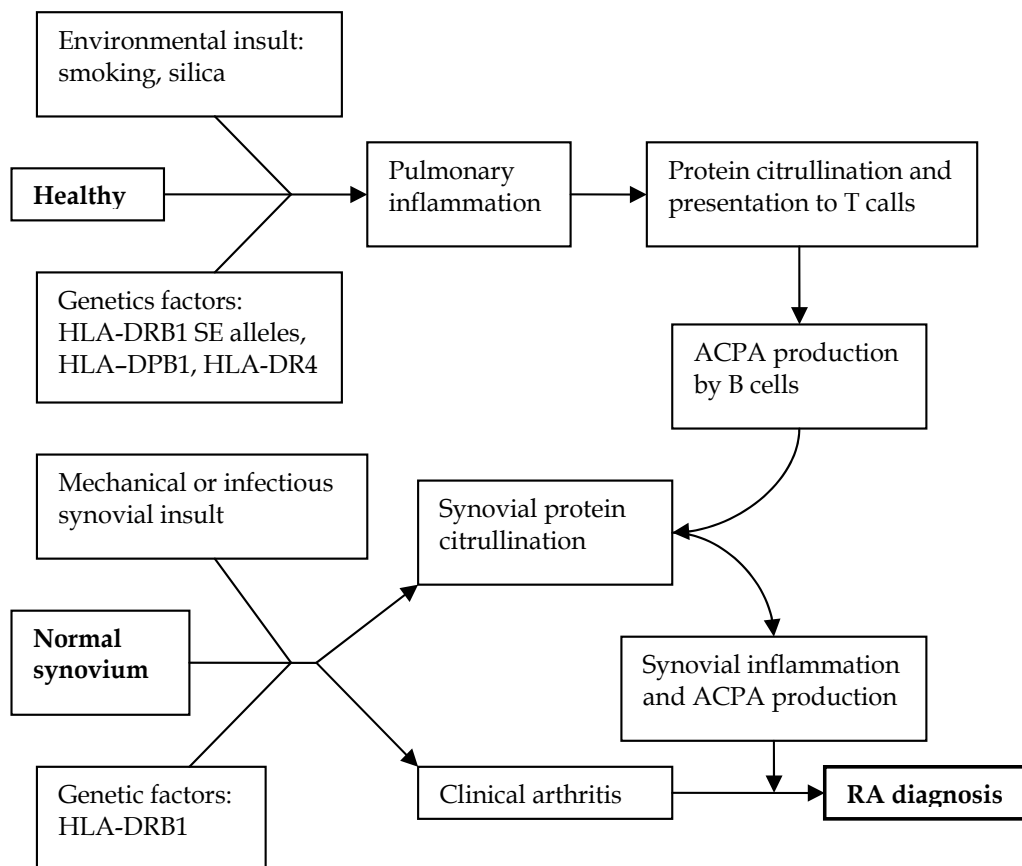 Environmental insult:
smoking, silica
Healthy
Pulmonary
inflammation
Protein citrullination and
presentation to T calls
Genetics factors:
HLA-DRB1 SE alleles,
HLA–DPB1, HLA-DR4
ACPA production
by B cells
Mechanical or infectious
synovial insult
Synovial protein
citrullination
Normal
synovium
Synovial inflammation
and ACPA production
Genetic factors:
HLA-DRB1
Clinical arthritis
RA diagnosis